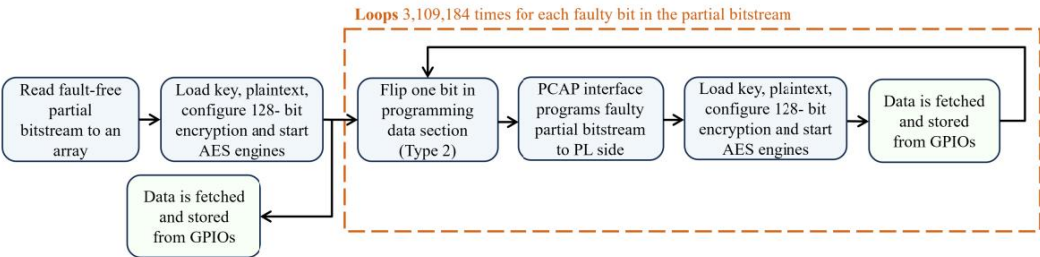 Loops 3,109,184 times for each faulty bit in the partial bitstream
Read fault-free
partial
bitstream to an
array
Load key, plaintext,
configure 128- bit
encryption and start
AES engines
Flip one bit in
programming
data section
(Type 2)
PCAP interface
programs faulty
partial bitstream
to PL side
Load key, plaintext,
configure 128- bit
encryption and start
AES engines
Data is fetched
and stored
from GPIOs
Data is fetched
and stored
from GPIOs